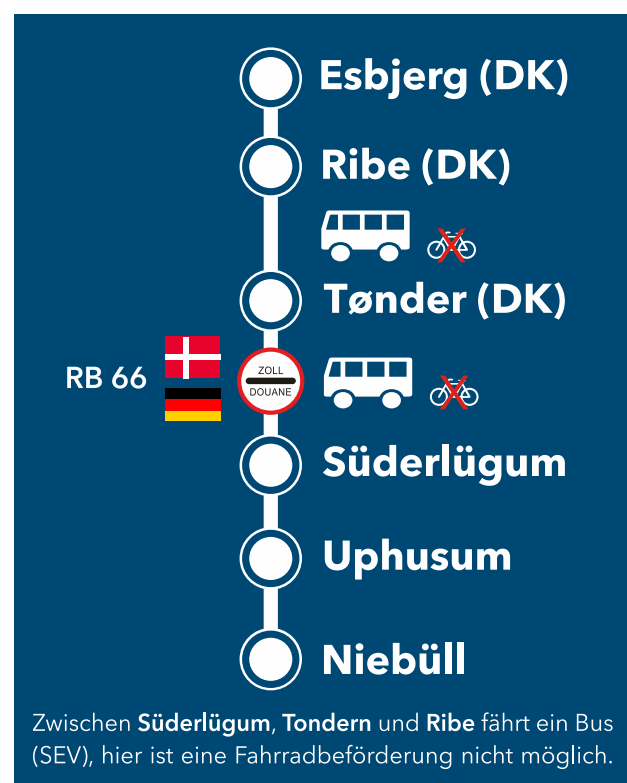 Esbjerg (DK)
Ribe (DK)
Tønder (DK)
RB 66
ZOLL
DOUANE
Süderlügum
Uphusum
Niebüll
Zwischen Süderlügum, Tondern und Ribe fährt ein Bus
(SEV), hier ist eine Fahrradbeförderung nicht möglich.